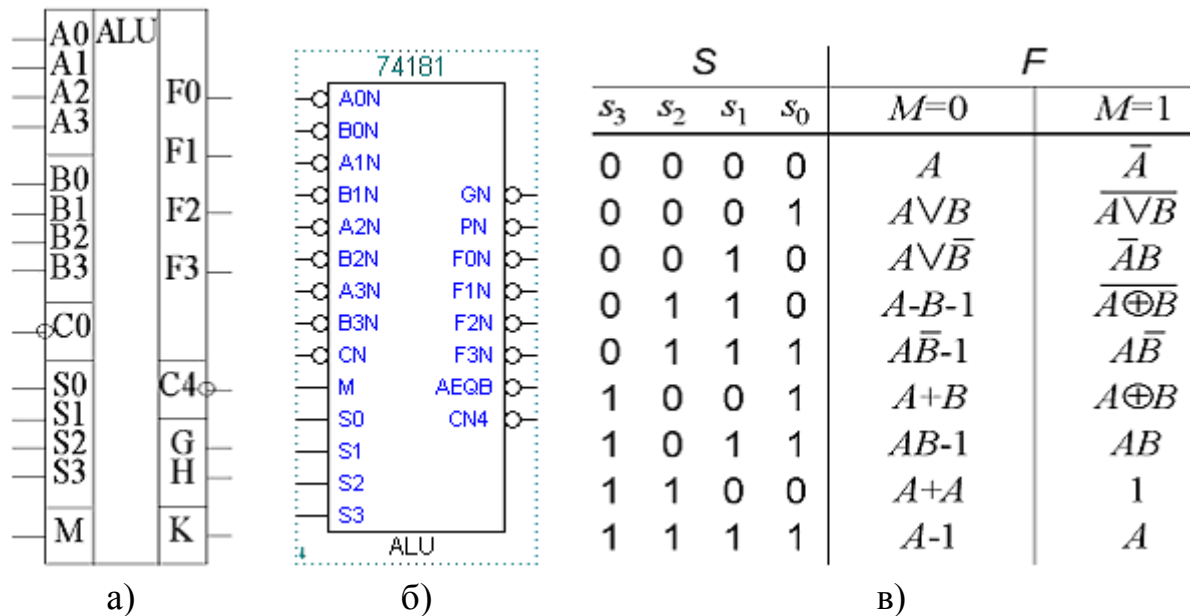 A0 ALU
A1
A2
A3
B0
B1
B2
B3
C0
S0
S1
S2
S3
M
F0
F1
F2
F3
C4
G
H
K
а)
74181
A0N
B0N
A1N
B1N GN
A2N PN
B2N F0N
A3N F1N
B3N F2N
CN F3N
M AEQB
S0 CN4
S1
S2
S3
4
ALU
б)
S F
s₃ s₂ s₁ s₀ M=0 M=1
0 0 0 0 A A̅
0 0 0 1 A∨B \overline{A∨B}
0 0 1 0 A∨B̅ A̅B
0 1 1 0 A-B-1 \overline{A⊕B}
0 1 1 1 AB̅-1 AB̅
1 0 0 1 A+B A⊕B
1 0 1 1 AB-1 AB
1 1 0 0 A+A 1
1 1 1 1 A-1 A
в)